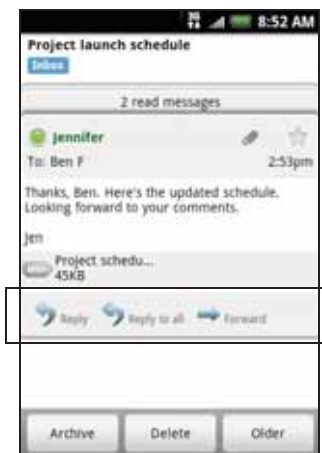 8:52 AM
Project launch schedule
Inbox
2 read messages
Jennifer
To: Ben F 2:53pm
Thanks, Ben. Here's the updated schedule.
Looking forward to your comments.
Jen
Project schedu...
45KB
Reply Reply to all Forward
Archive Delete Older